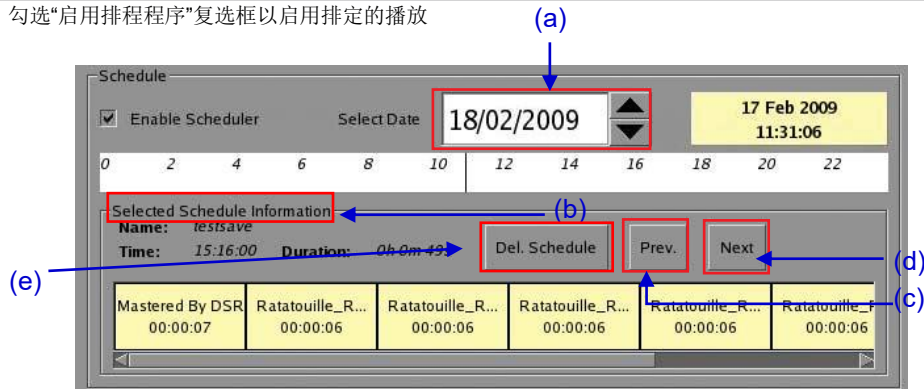 勾选“启用排程程序”复选框以启用排定的播放
(a)
Schedule
Enable Scheduler Select Date 18/02/2009 17 Feb 2009
11:31:06
0 2 4 6 8 10 12 14 16 18 20 22
Selected Schedule Information (b)
Name: testsave
Time: 15:16:00 Duration: 0h 0m 49s Del. Schedule Prev. Next
(d)
(e)
(c)
Mastered By DSR Ratatouille_R... Ratatouille_R... Ratatouille_R... Ratatouille_R... Ratatouille_R
00:00:07 00:00:06 00:00:06 00:00:06 00:00:06 00:00:06